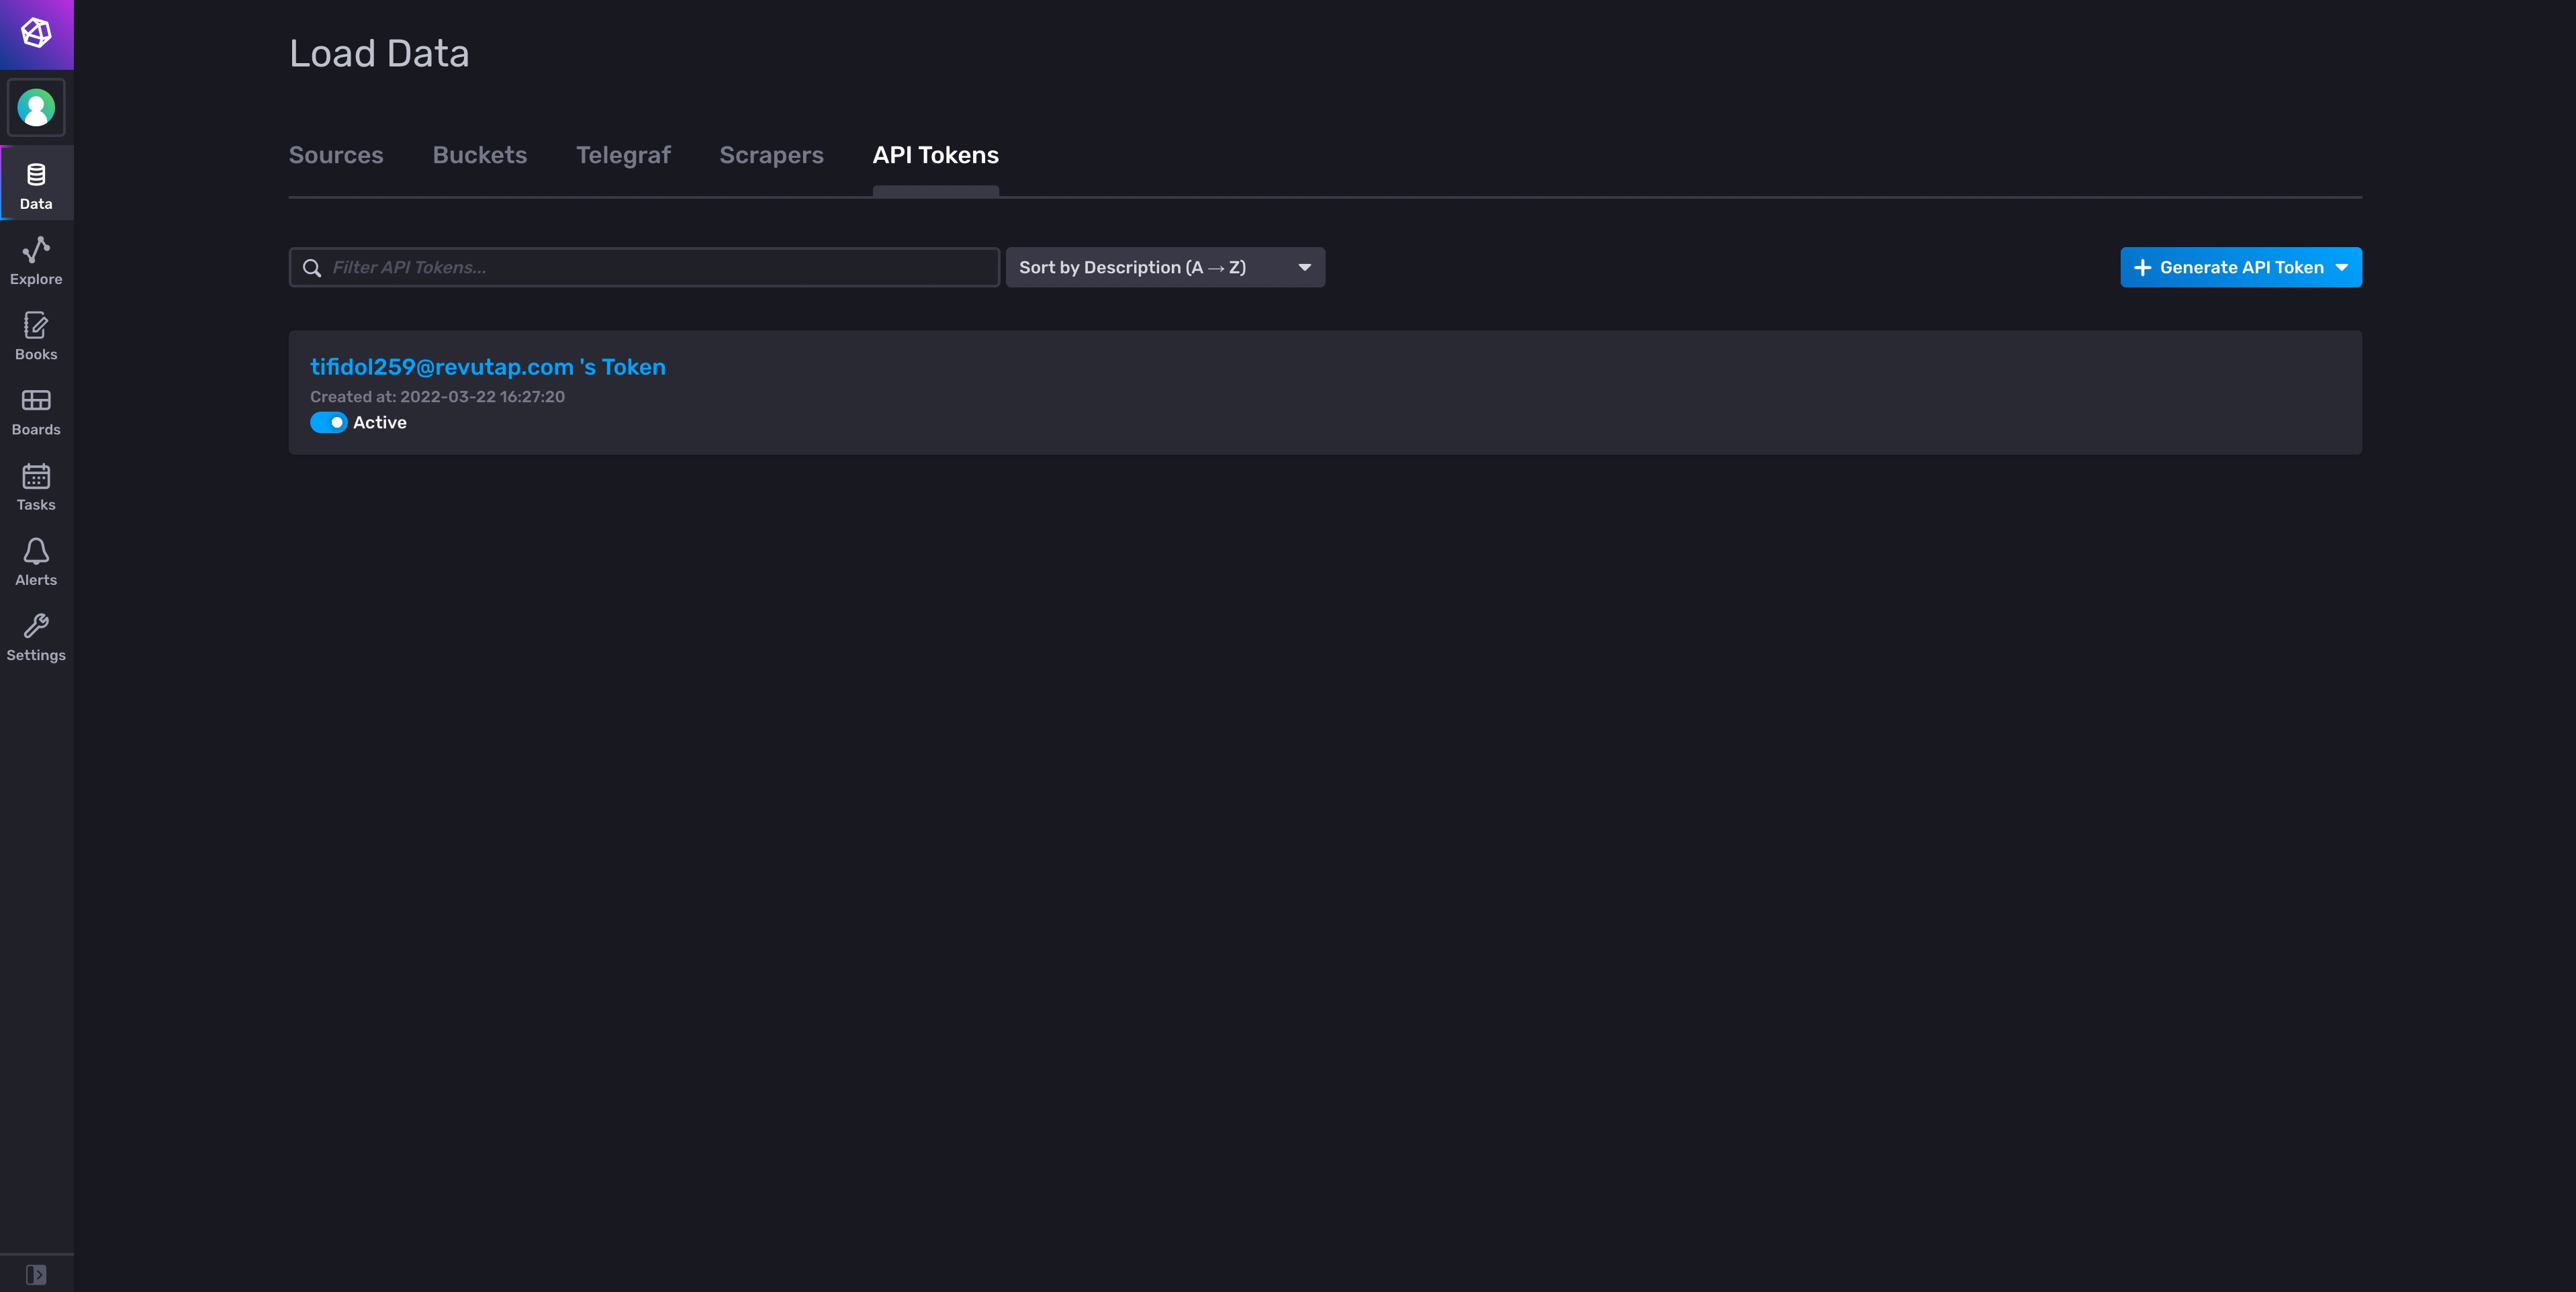 Load Data
Sources
Buckets
Telegraf
Scrapers
API Tokens
Filter API Tokens...
Sort by Description (A → Z)
Generate API Token
tifidol259@revutap.com 's Token
Created at: 2022-03-22 16:27:20
Active
Data
Explore
Books
Boards
Tasks
Alerts
Settings